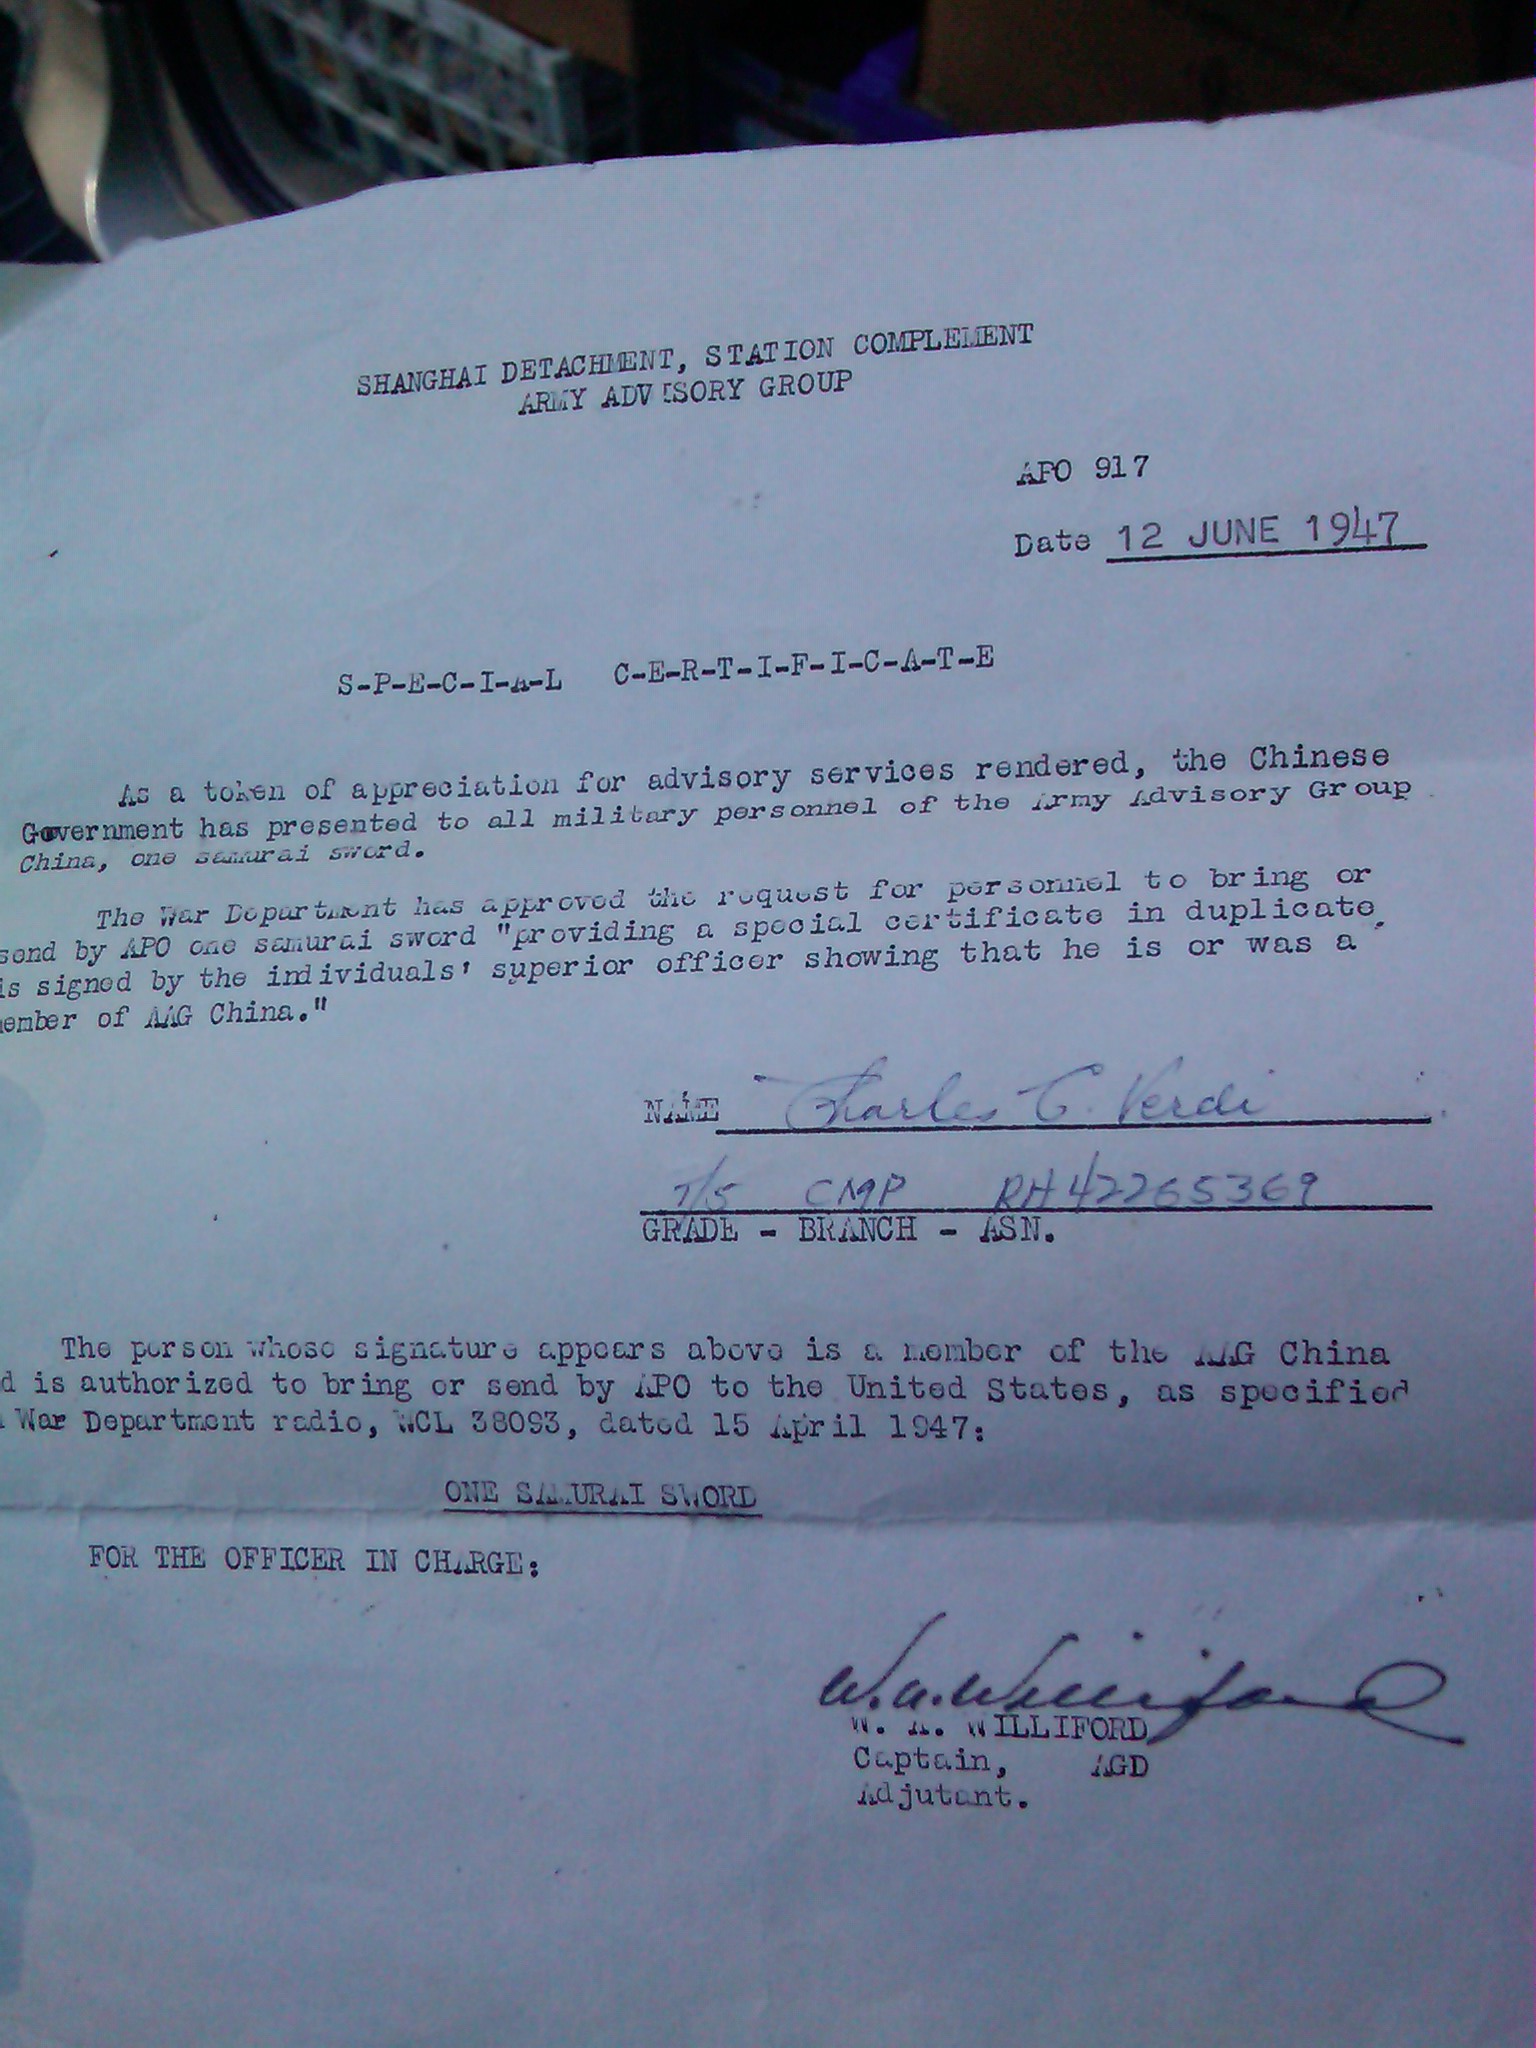 SHANGHAI DETACHMENT, STATION COMPLEMENT
ARMY ADVISORY GROUP
APO 917
Date 12 JUNE 1947
S-P-E-C-I-A-L C-E-R-T-I-F-I-C-A-T-E
As a token of appreciation for advisory services rendered, the Chinese
Government has presented to all military personnel of the Army Advisory Group
China, one samurai sword.
The War Department has approved the request for personnel to bring or
send by APO one samurai sword "providing a special certificate in duplicate
is signed by the individuals' superior officer showing that he is or was a
member of AAG China."
NAME Charles C. Verdi
T/5 CMP RA42265369
GRADE - BRANCH - ASN.
The person whose signature appears above is a member of the AAG China
d is authorized to bring or send by APO to the United States, as specified
War Department radio, WCL 38093, dated 15 April 1947:
ONE SAMURAI SWORD
FOR THE OFFICER IN CHARGE:
W. A. Williford
W. A. WILLIFORD
Captain, AGD
Adjutant.